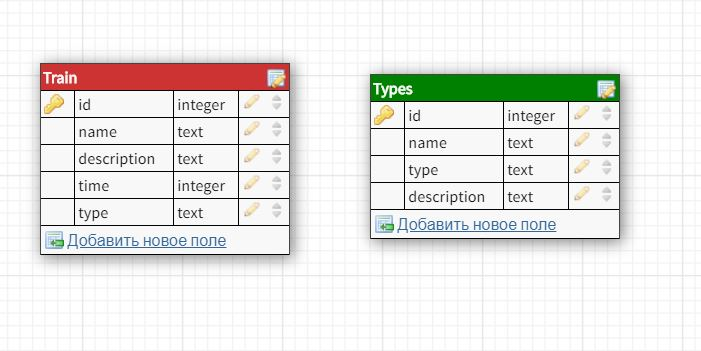 Train
id integer
name text
description text
time integer
type text
Добавить новое поле
Types
id integer
name text
type text
description text
Добавить новое поле